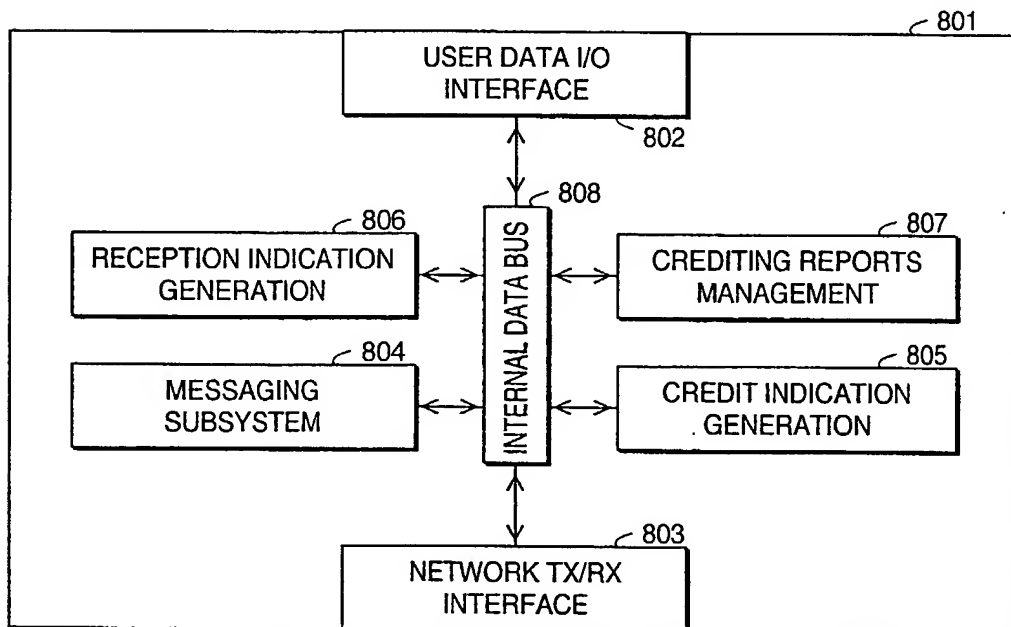 801
USER DATA I/O
INTERFACE
802
808
806
807
RECEPTION INDICATION
GENERATION
INTERNAL DATA BUS
CREDITING REPORTS
MANAGEMENT
804
805
MESSAGING
SUBSYSTEM
CREDIT INDICATION
GENERATION
803
NETWORK TX/RX
INTERFACE